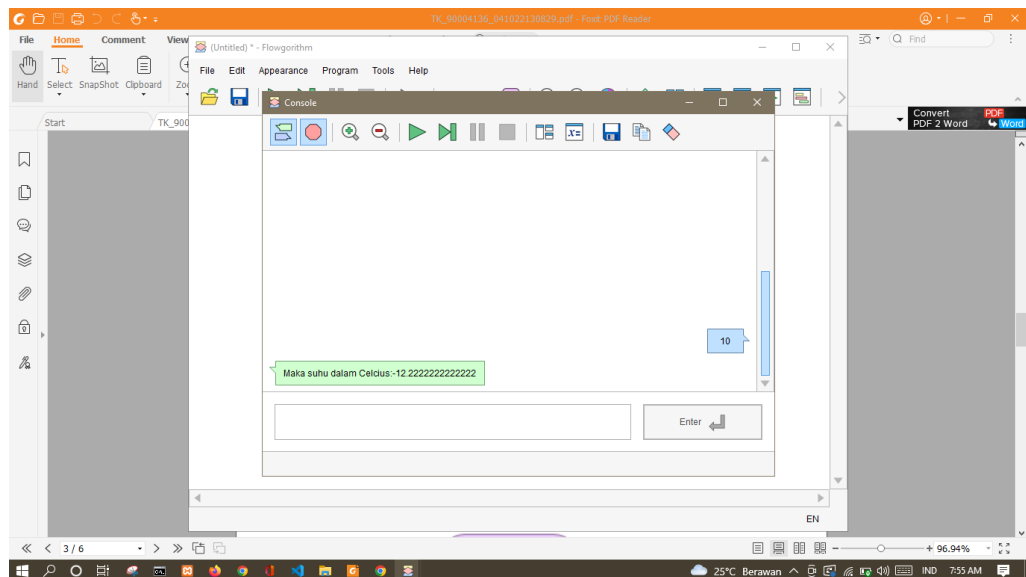 TK_90004136_041022130829.pdf - Foxit PDF Reader
File Home Comment View
Find
Hand Select SnapShot Clipboard Zoo
Start TK_900
Convert PDF
PDF 2 Word Word
(Untitled) * - Flowgorithm
File Edit Appearance Program Tools Help
Console
x=
10
Maka suhu dalam Celcius:-12.2222222222222
Enter
EN
3 / 6
96.94%
25°C Berawan
IND 7:55 AM